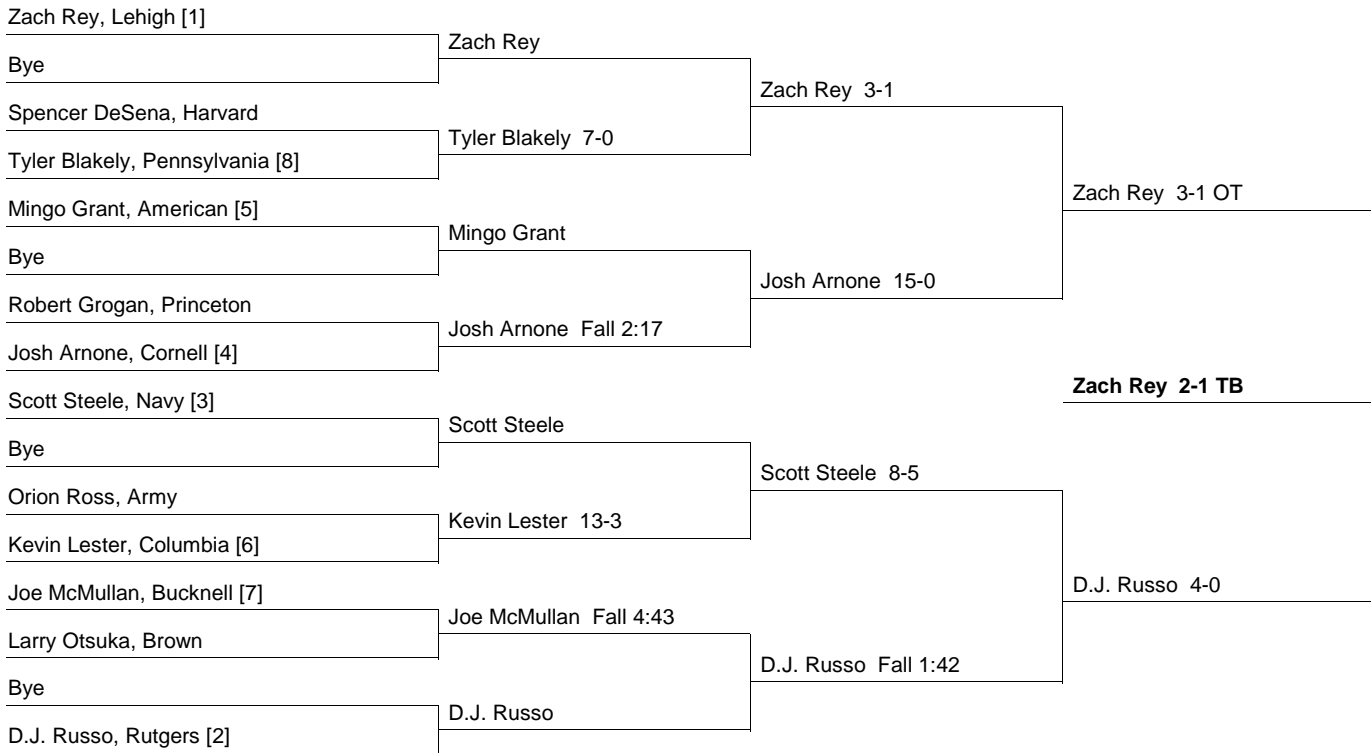 Zach Rey, Lehigh [1]
Bye
Spencer DeSena, Harvard
Tyler Blakely, Pennsylvania [8]
Mingo Grant, American [5]
Bye
Robert Grogan, Princeton
Josh Arnone, Cornell [4]
Scott Steele, Navy [3]
Bye
Orion Ross, Army
Kevin Lester, Columbia [6]
Joe McMullan, Bucknell [7]
Larry Otsuka, Brown
Bye
D.J. Russo, Rutgers [2]
Zach Rey
Tyler Blakely 7-0
Mingo Grant
Josh Arnone Fall 2:17
Scott Steele
Kevin Lester 13-3
Joe McMullan Fall 4:43
D.J. Russo
Zach Rey 3-1
Josh Arnone 15-0
Scott Steele 8-5
D.J. Russo Fall 1:42
Zach Rey 3-1 OT
Zach Rey 2-1 TB
D.J. Russo 4-0